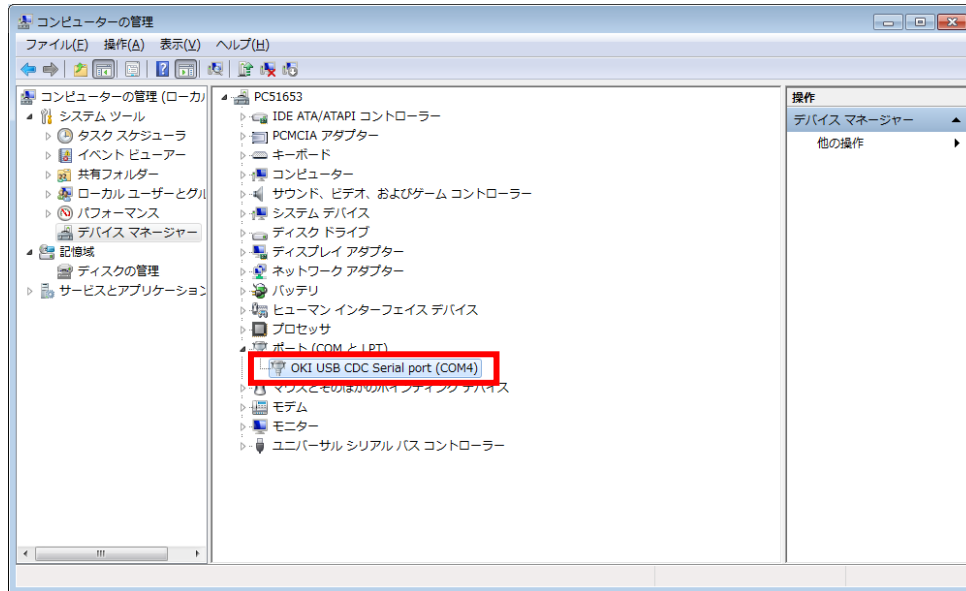 コンピューターの管理
ファイル(F) 操作(A) 表示(V) ヘルプ(H)
コンピューターの管理 (ローカル
システム ツール
タスク スケジューラ
イベント ビューアー
共有フォルダー
ローカル ユーザーとグル
パフォーマンス
デバイス マネージャー
記憶域
ディスクの管理
サービスとアプリケーション
PC51653
IDE ATA/ATAPI コントローラー
PCMCIA アダプター
キーボード
コンピューター
サウンド、ビデオ、およびゲーム コントローラー
システム デバイス
ディスク ドライブ
ディスプレイ アダプター
ネットワーク アダプター
バッテリ
ヒューマン インターフェイス デバイス
プロセッサ
ポート (COM と LPT)
OKI USB CDC Serial port (COM4)
マウスとそのほかのポインティング デバイス
モデム
モニター
ユニバーサル シリアル バス コントローラー
操作
デバイス マネージャー
他の操作